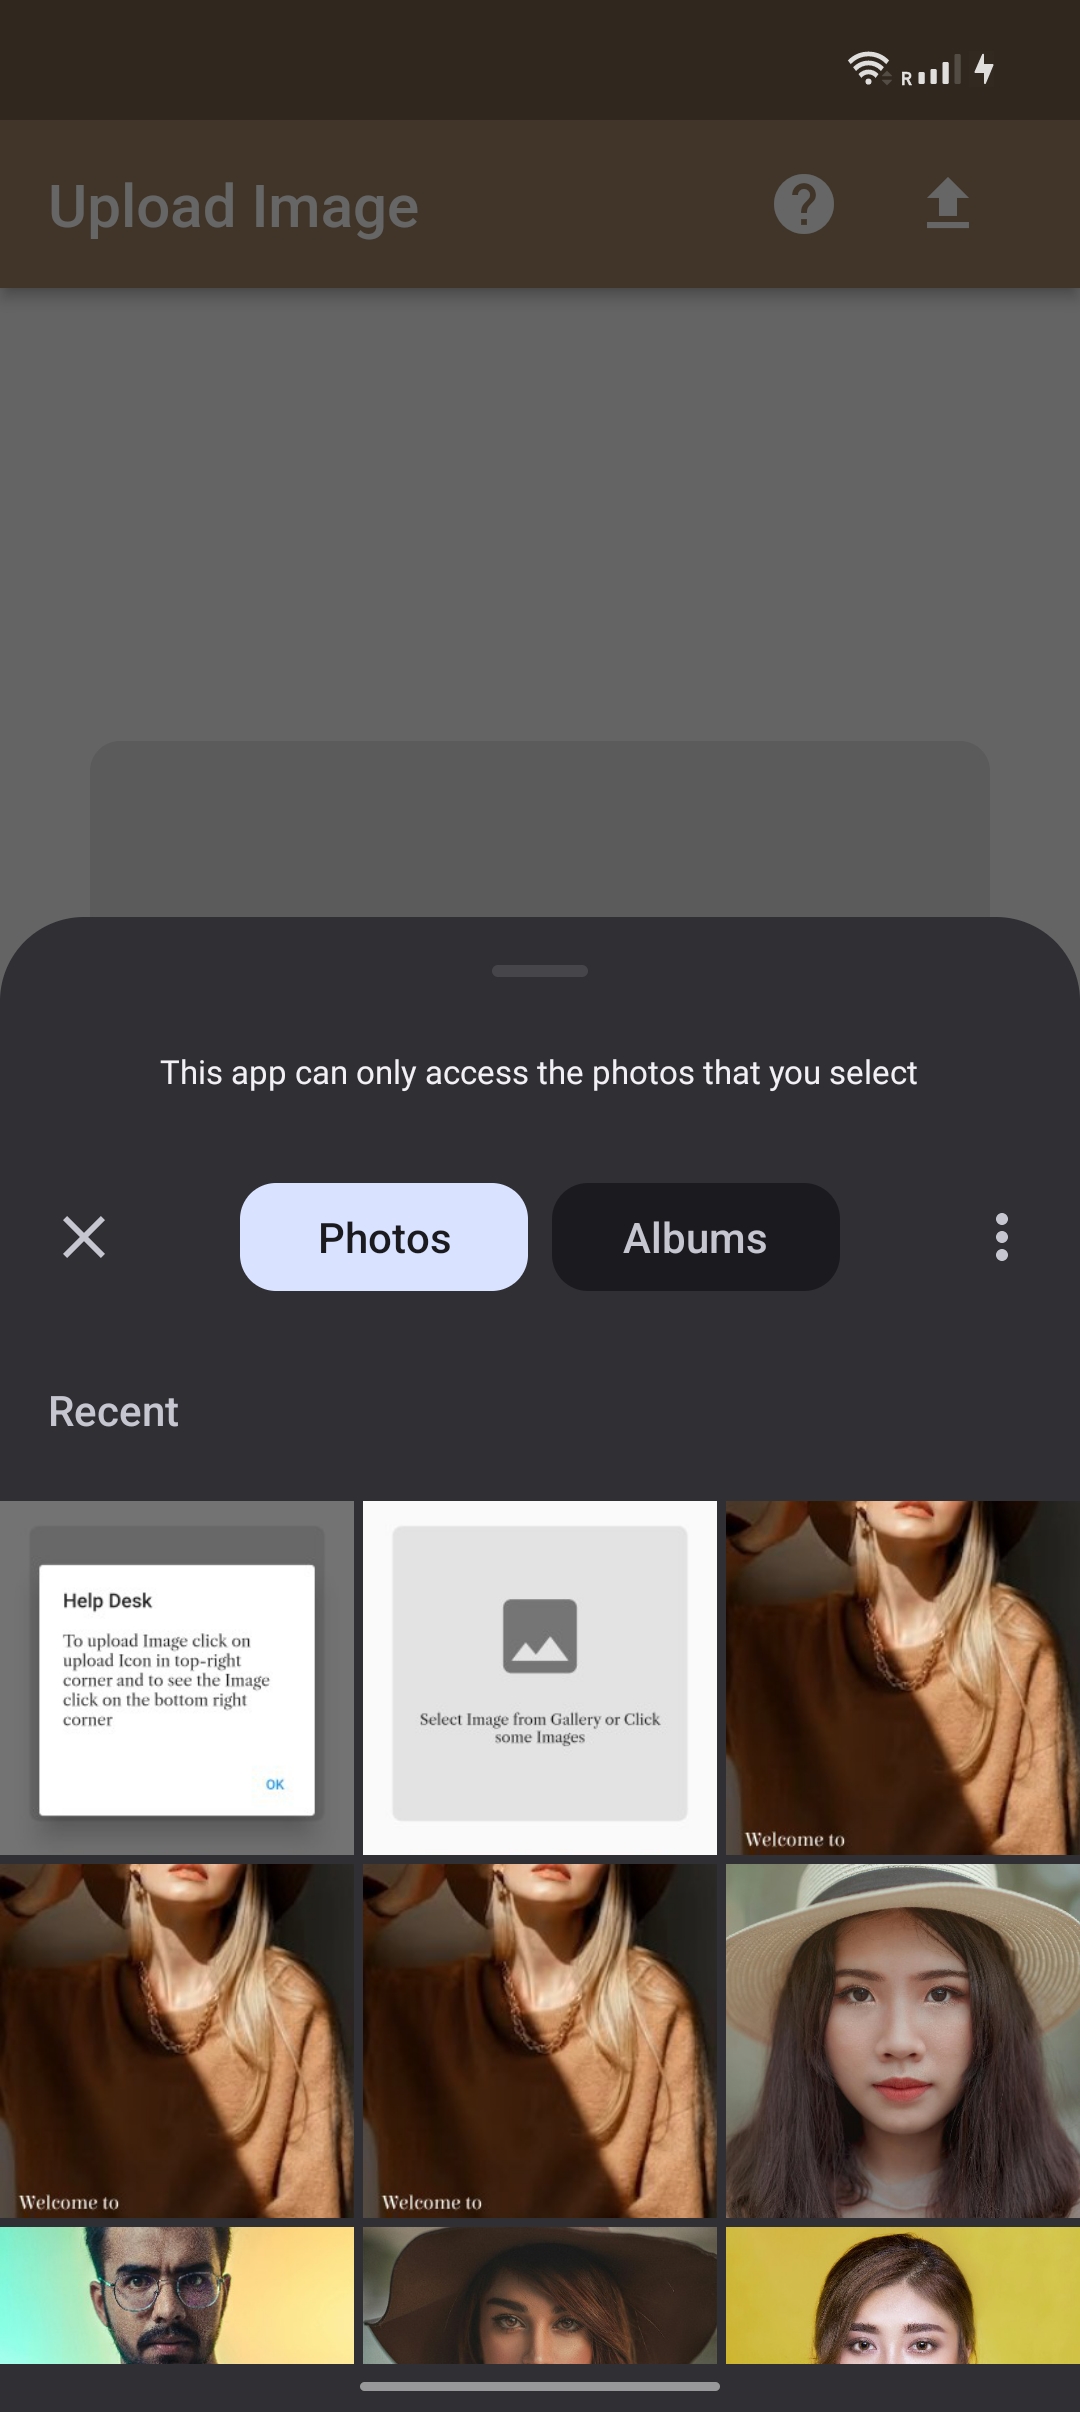 R
Upload Image
This app can only access the photos that you select
Photos
Albums
Recent
Help Desk
To upload Image click on
upload Icon in top-right
corner and to see the Image
click on the bottom right
corner
OK
Select Image from Gallery or Click
some Images
Welcome to
Welcome to
Welcome to